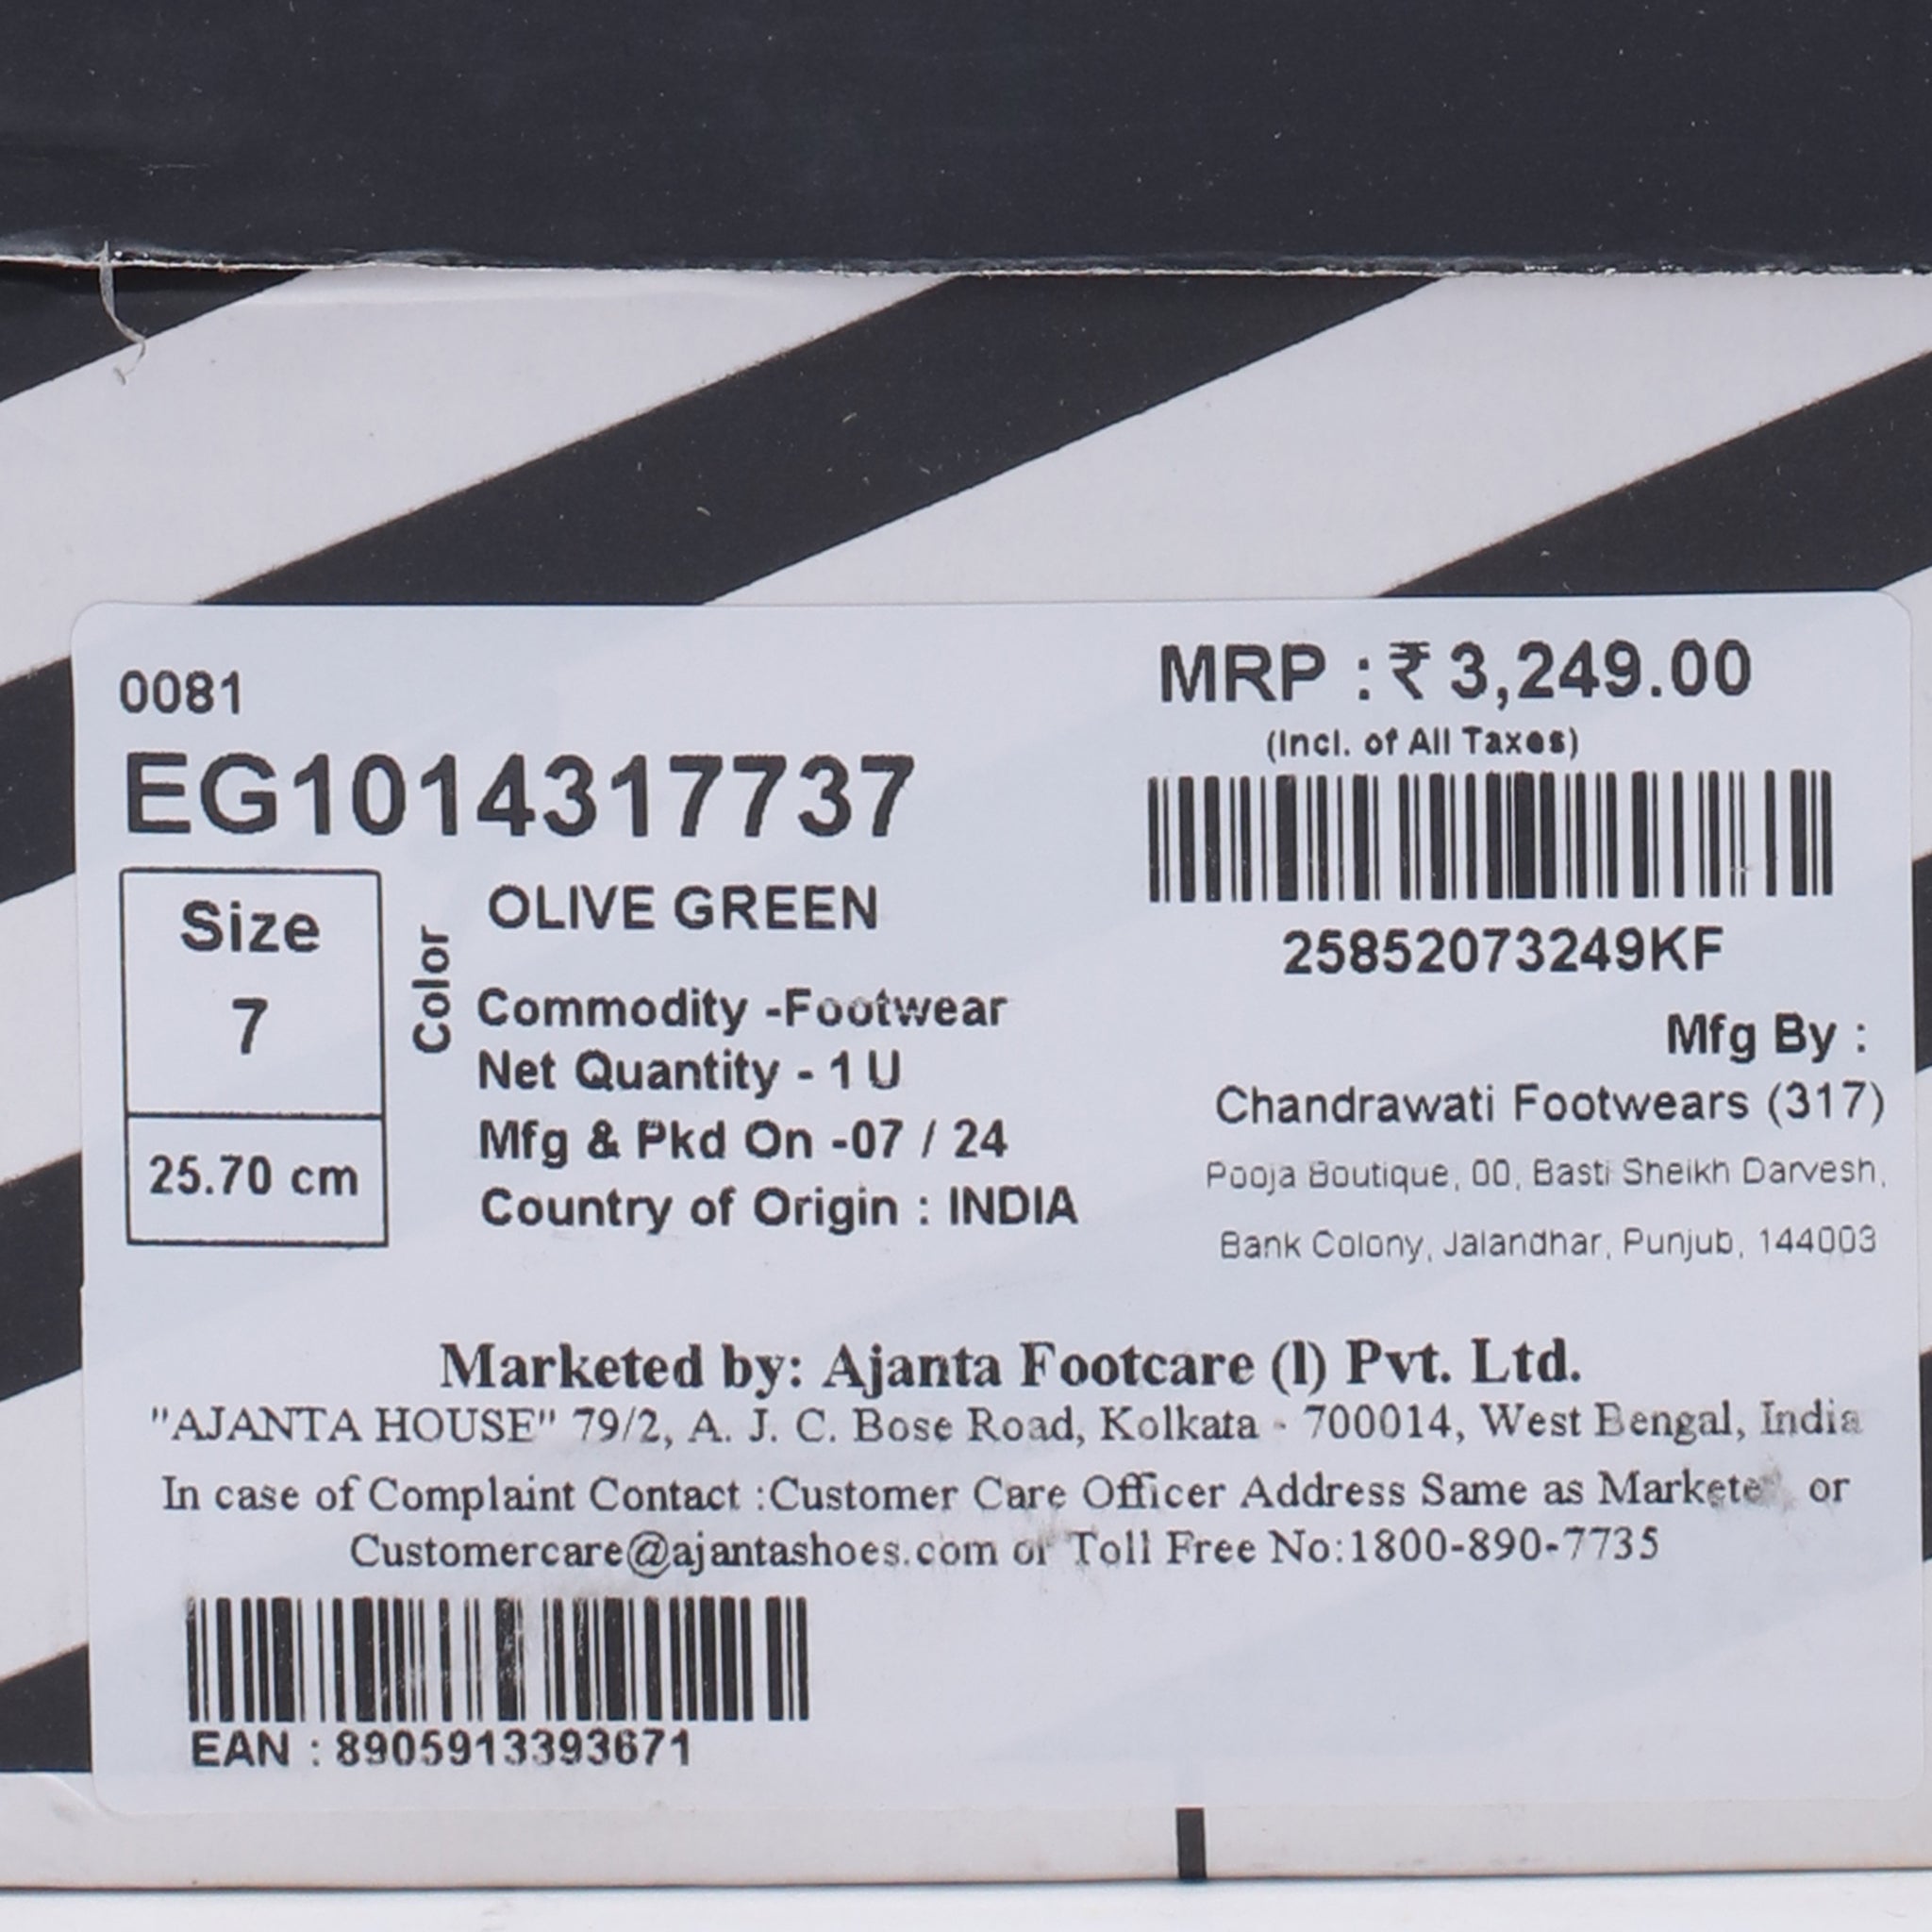 0081
EG1014317737
Size
7
25.70 cm
Color
OLIVE GREEN
Commodity -Footwear
Net Quantity - 1 U
Mfg & Pkd On -07 / 24
Country of Origin : INDIA
MRP : ₹ 3,249.00
(Incl. of All Taxes)
25852073249KF
Mfg By :
Chandrawati Footwears (317)
Pooja Boutique, 00, Basti Sheikh Darvesh,
Bank Colony, Jalandhar, Punjub, 144003
Marketed by: Ajanta Footcare (l) Pvt. Ltd.
"AJANTA HOUSE" 79/2, A. J. C. Bose Road, Kolkata - 700014, West Bengal, India
In case of Complaint Contact :Customer Care Officer Address Same as or
Customercare@ajantashoes.com or Toll Free No:1800-890-7735
EAN : 8905913393671